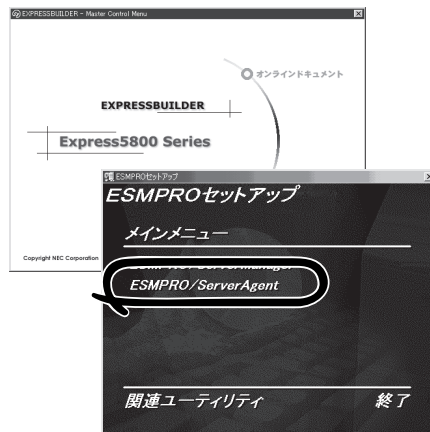 EXPRESSBUILDER - Master Control Menu
オンラインドキュメント
EXPRESSBUILDER
Express5800 Series
ESMPROセットアップ
ESMPROセットアップ
メインメニュー
Copyright NEC Corporation
ESMPRO/ServerManager
ESMPRO/ServerAgent
関連ユーティリティ
終了